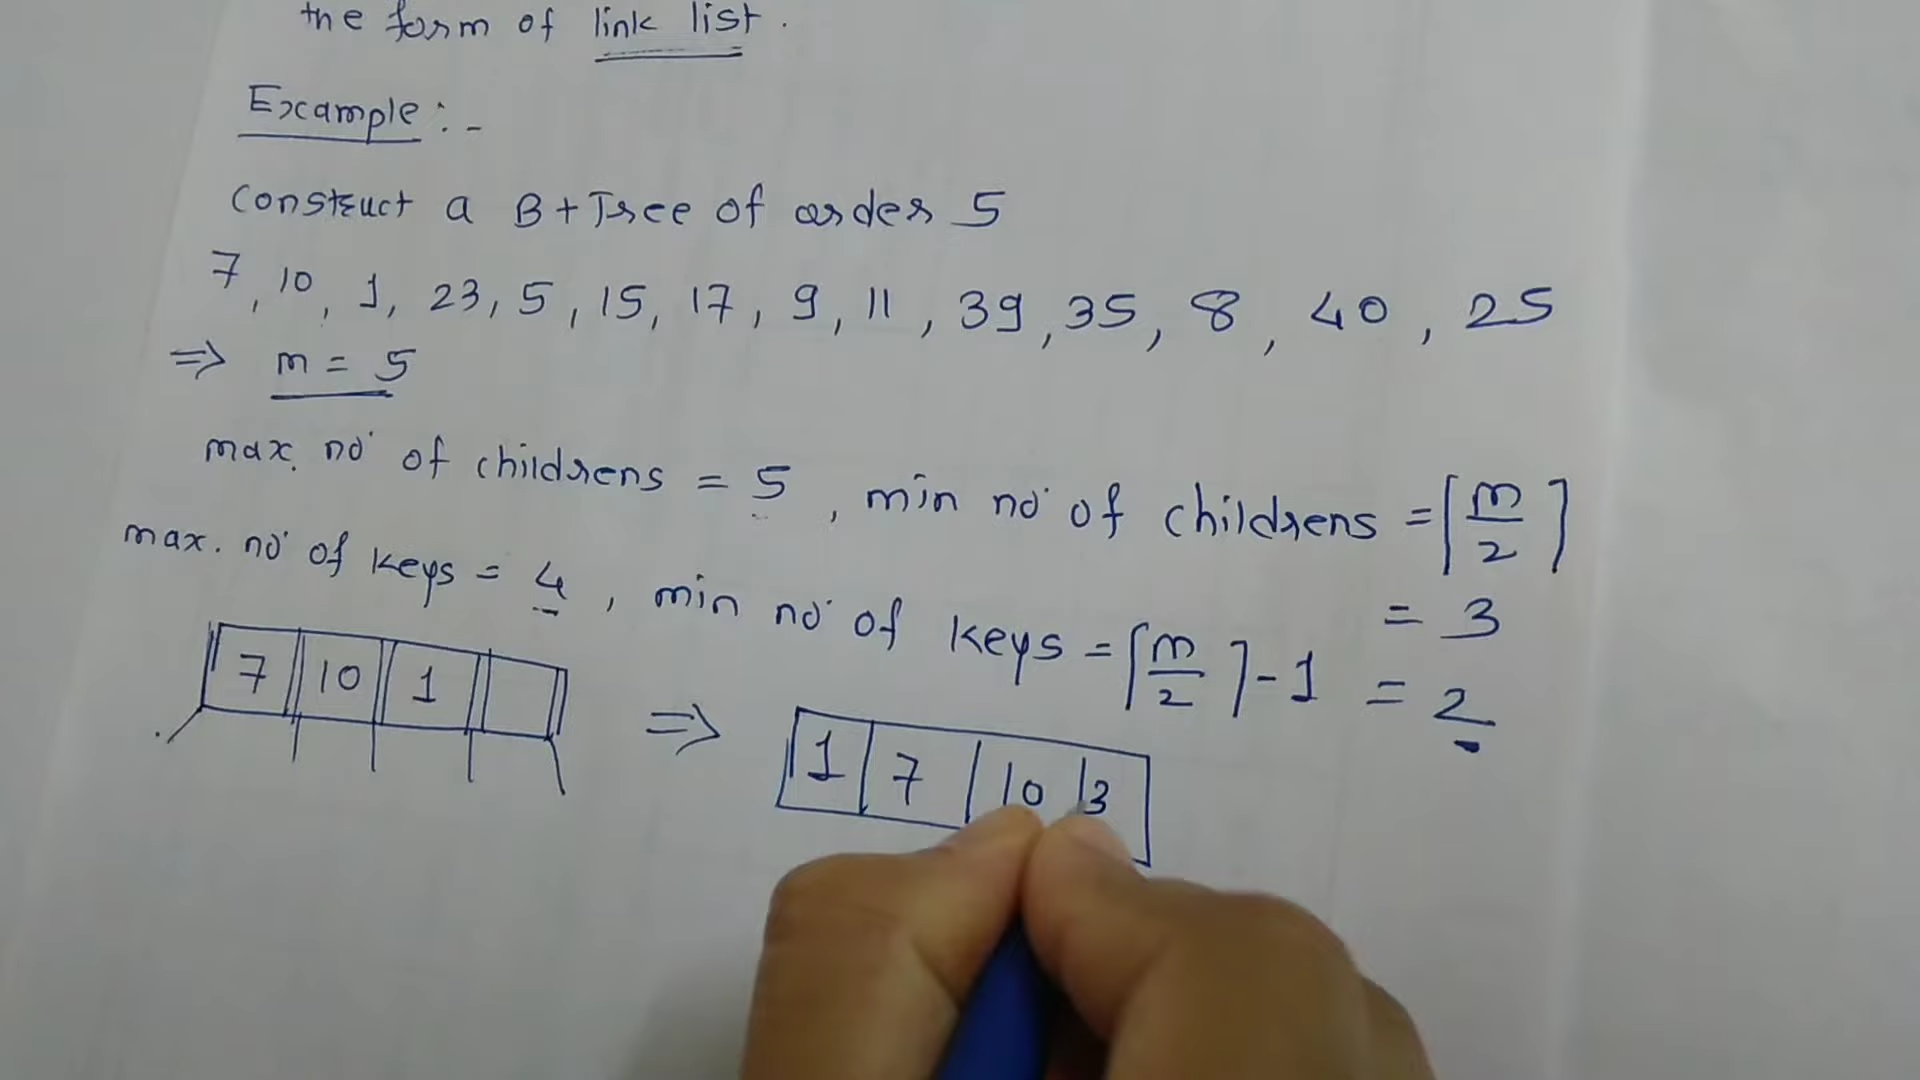 the form of link list.
Example:-
Construct a B+Tree of order 5
7, 10, 1, 23, 5, 15, 17, 9, 11, 39, 35, 8, 40, 25
⇒ m = 5
max. no of childrens = 5, min no of childrens = ⌈m/2⌉
= 3
max. no of keys = 4, min no of keys = ⌈m/2⌉-1 = 2
7 10 1 ⇒ 1 7 10 3